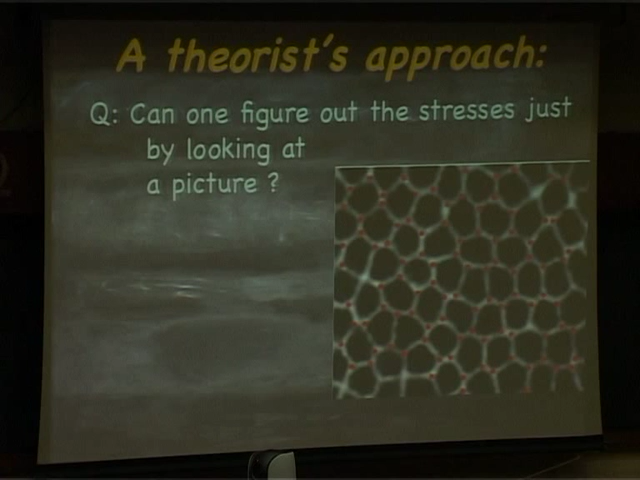 A theorist's approach:
Q: Can one figure out the stresses just
by looking at
a picture ?